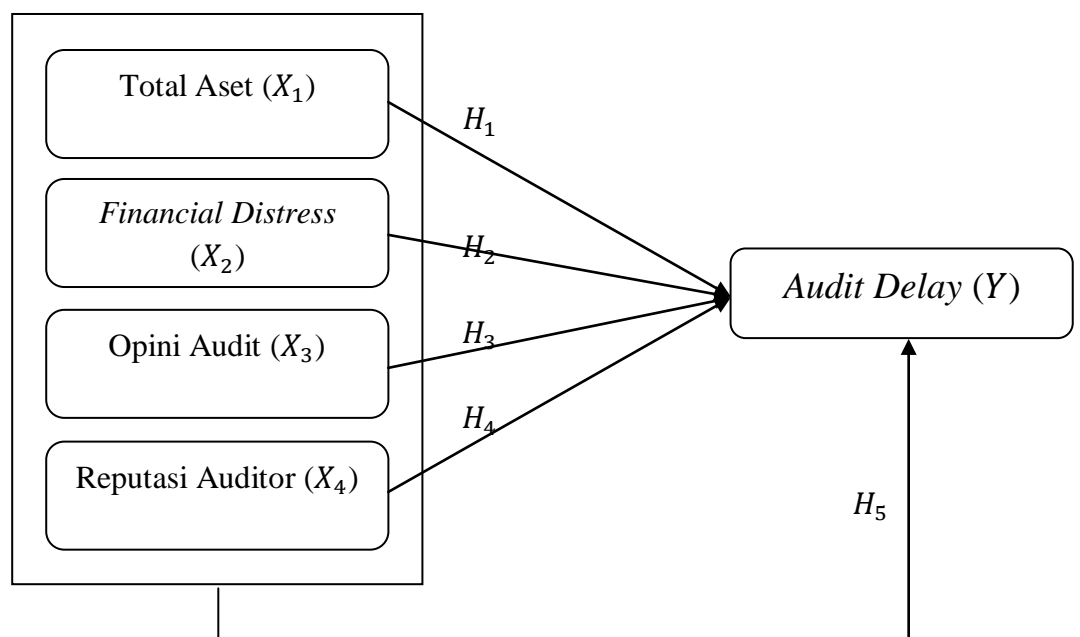 Total Aset (𝑋₁)
𝐻₁
Financial Distress
(𝑋₂)
𝐻₂
Audit Delay (𝑌)
Opini Audit (𝑋₃)
𝐻₃
𝐻₄
Reputasi Auditor (𝑋₄)
𝐻₅